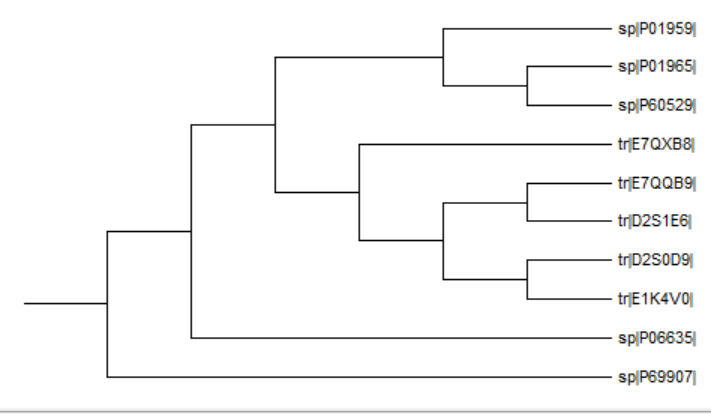 sp|P01959|
sp|P01965|
sp|P60529|
tr|E7QXB8|
tr|E7QQB9|
tr|D2S1E6|
tr|D2S0D9|
tr|E1K4V0|
sp|P06635|
sp|P69907|